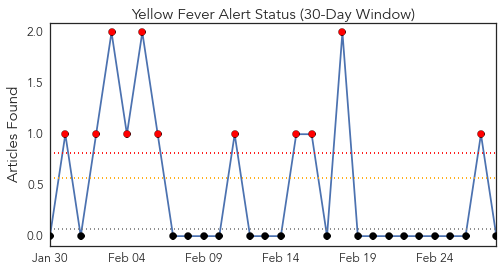 Yellow Fever Alert Status (30-Day Window)
Articles Found
2.0
1.5
1.0
0.5
0.0
Jan 30 Feb 04 Feb 09 Feb 14 Feb 19 Feb 24